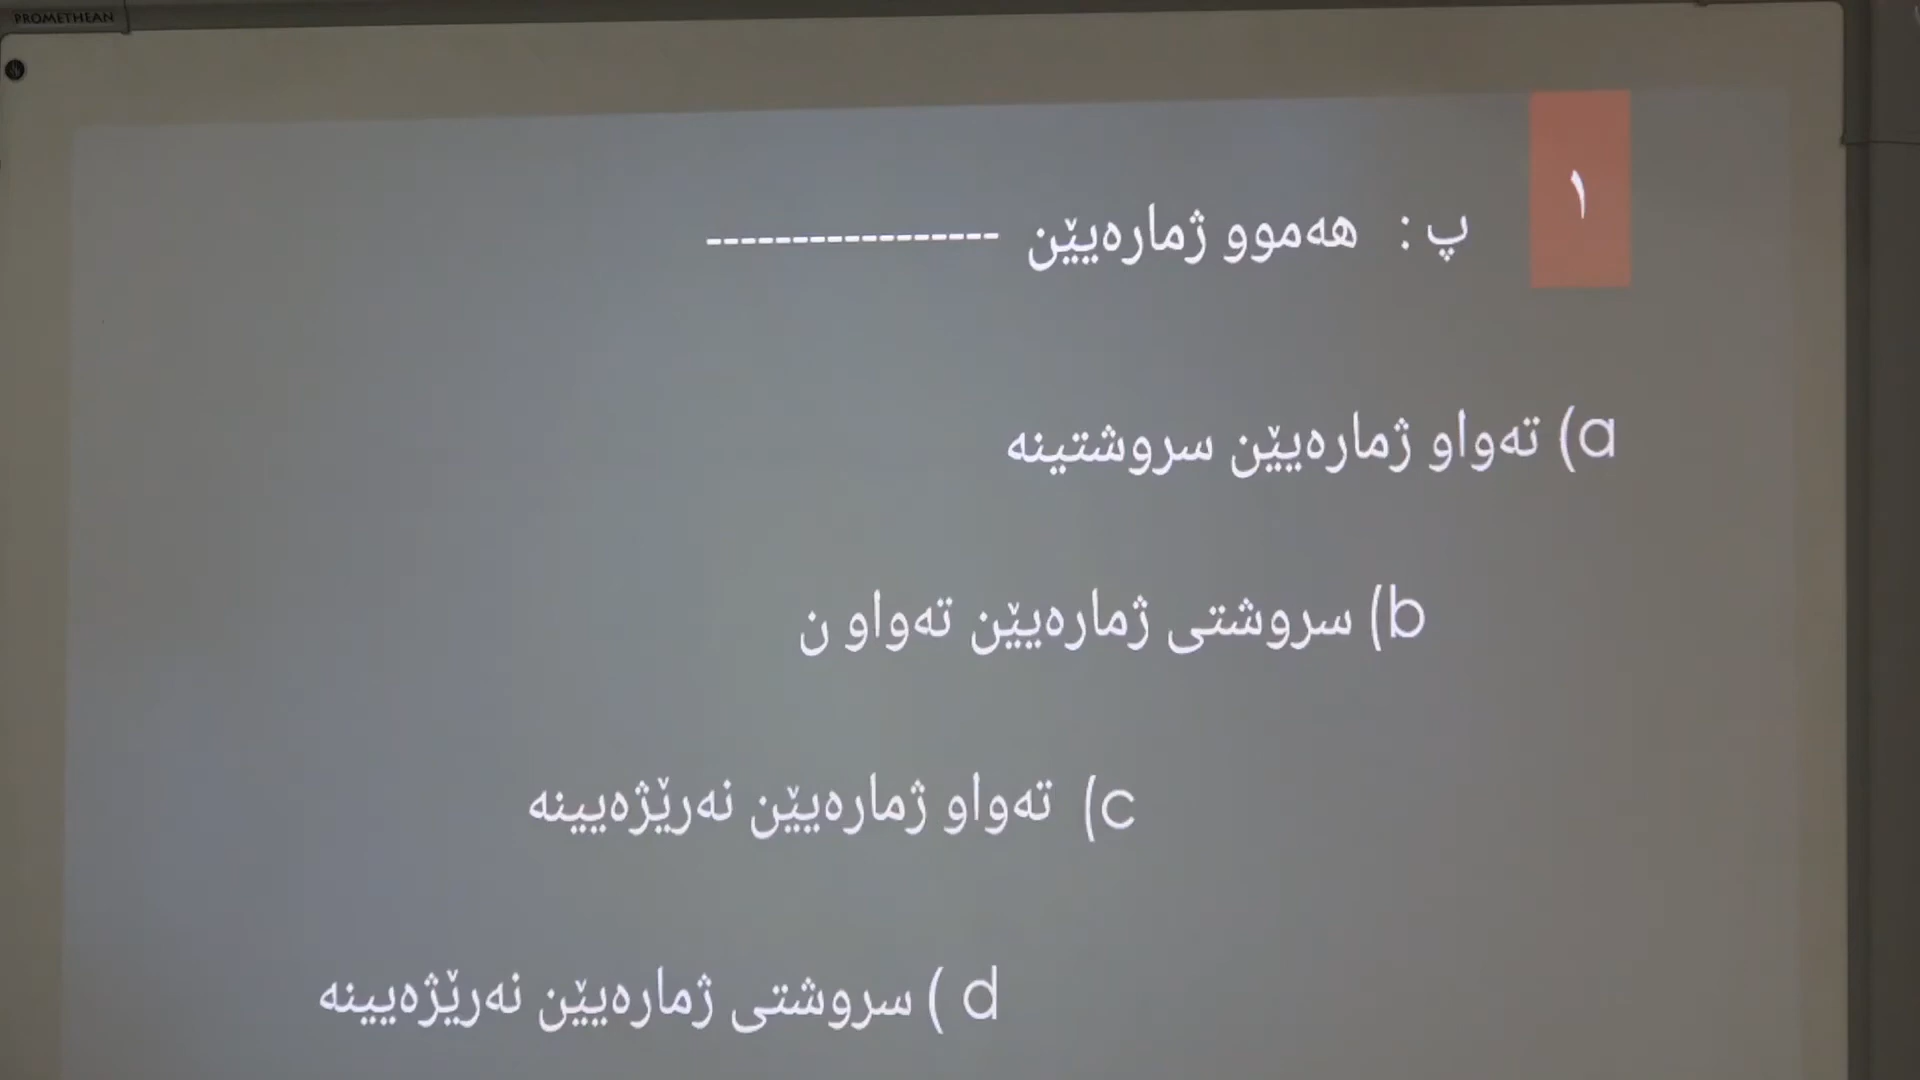 PROMETHEAN
١
پ : هەموو ژمارەیێن -----------------
a) تەواو ژمارەیێن سروشتینە
b) سروشتی ژمارەیێن تەواو ن
c) تەواو ژمارەیێن نەرێژەیینە
d ) سروشتی ژمارەیێن نەرێژەیینە